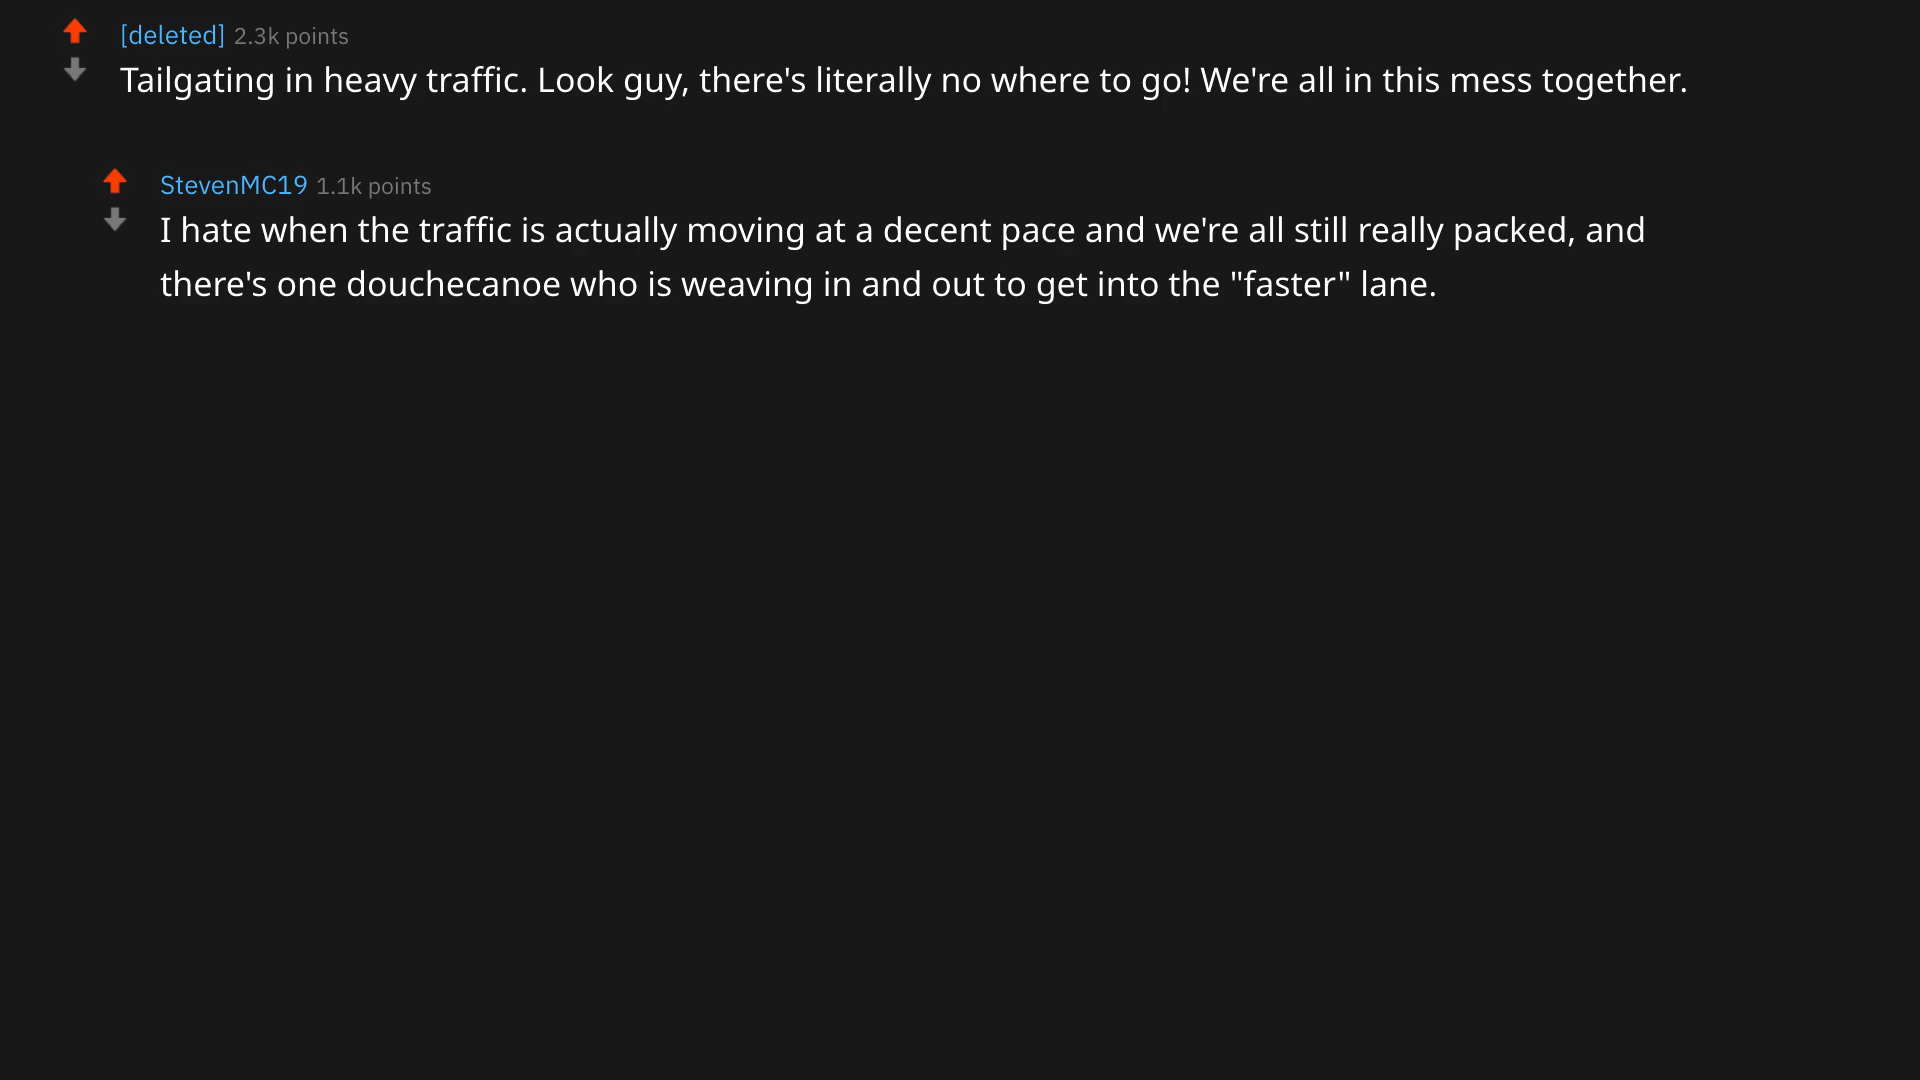 [deleted] 2.3k points
Tailgating in heavy traffic. Look guy, there's literally no where to go! We're all in this mess together.
StevenMC19 1.1k points
I hate when the traffic is actually moving at a decent pace and we're all still really packed, and
there's one douchecanoe who is weaving in and out to get into the "faster" lane.